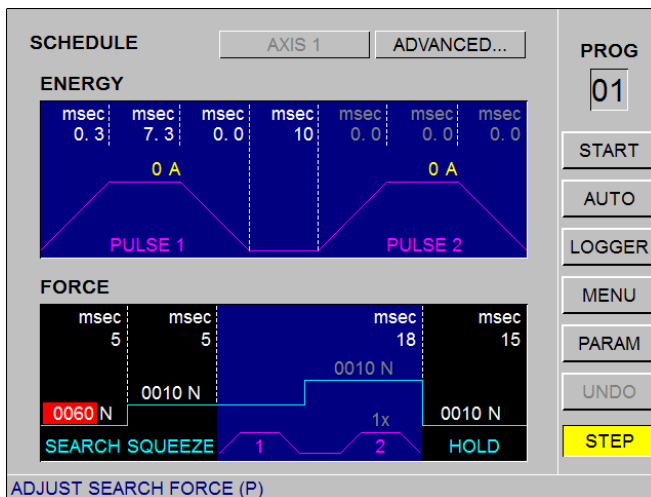 SCHEDULE AXIS 1 ADVANCED...
PROG
01
ENERGY
msec msec msec msec msec msec msec
0. 3 7. 3 0. 0 10 0. 0 0. 0 0. 0
0 A 0 A
PULSE 1 PULSE 2
FORCE
msec msec msec msec
5 5 18 15
0010 N
0010 N
0060 N 0010 N
1x
SEARCH SQUEEZE 1 2 HOLD
START
AUTO
LOGGER
MENU
PARAM
UNDO
STEP
ADJUST SEARCH FORCE (P)